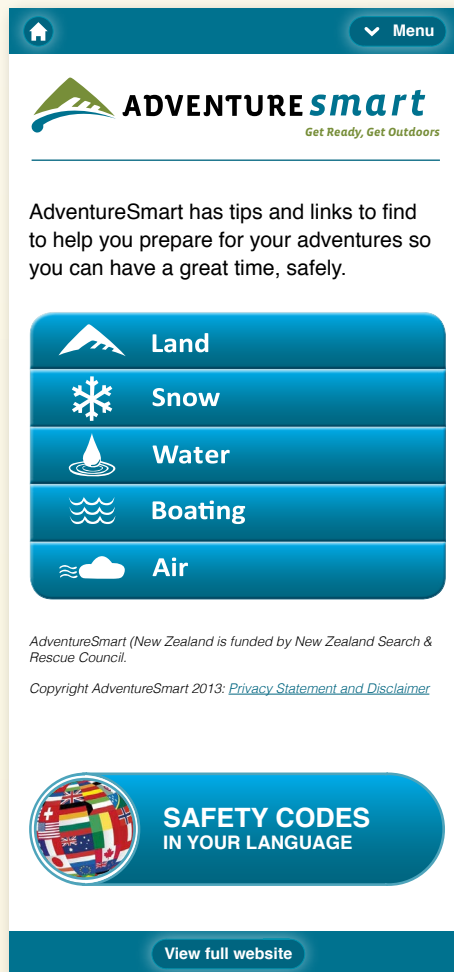 Menu
ADVENTURE smart
Get Ready, Get Outdoors
AdventureSmart has tips and links to find
to help you prepare for your adventures so
you can have a great time, safely.
Land
Snow
Water
Boating
Air
AdventureSmart (New Zealand is funded by New Zealand Search &
Rescue Council.
Copyright AdventureSmart 2013: Privacy Statement and Disclaimer
SAFETY CODES
IN YOUR LANGUAGE
View full website